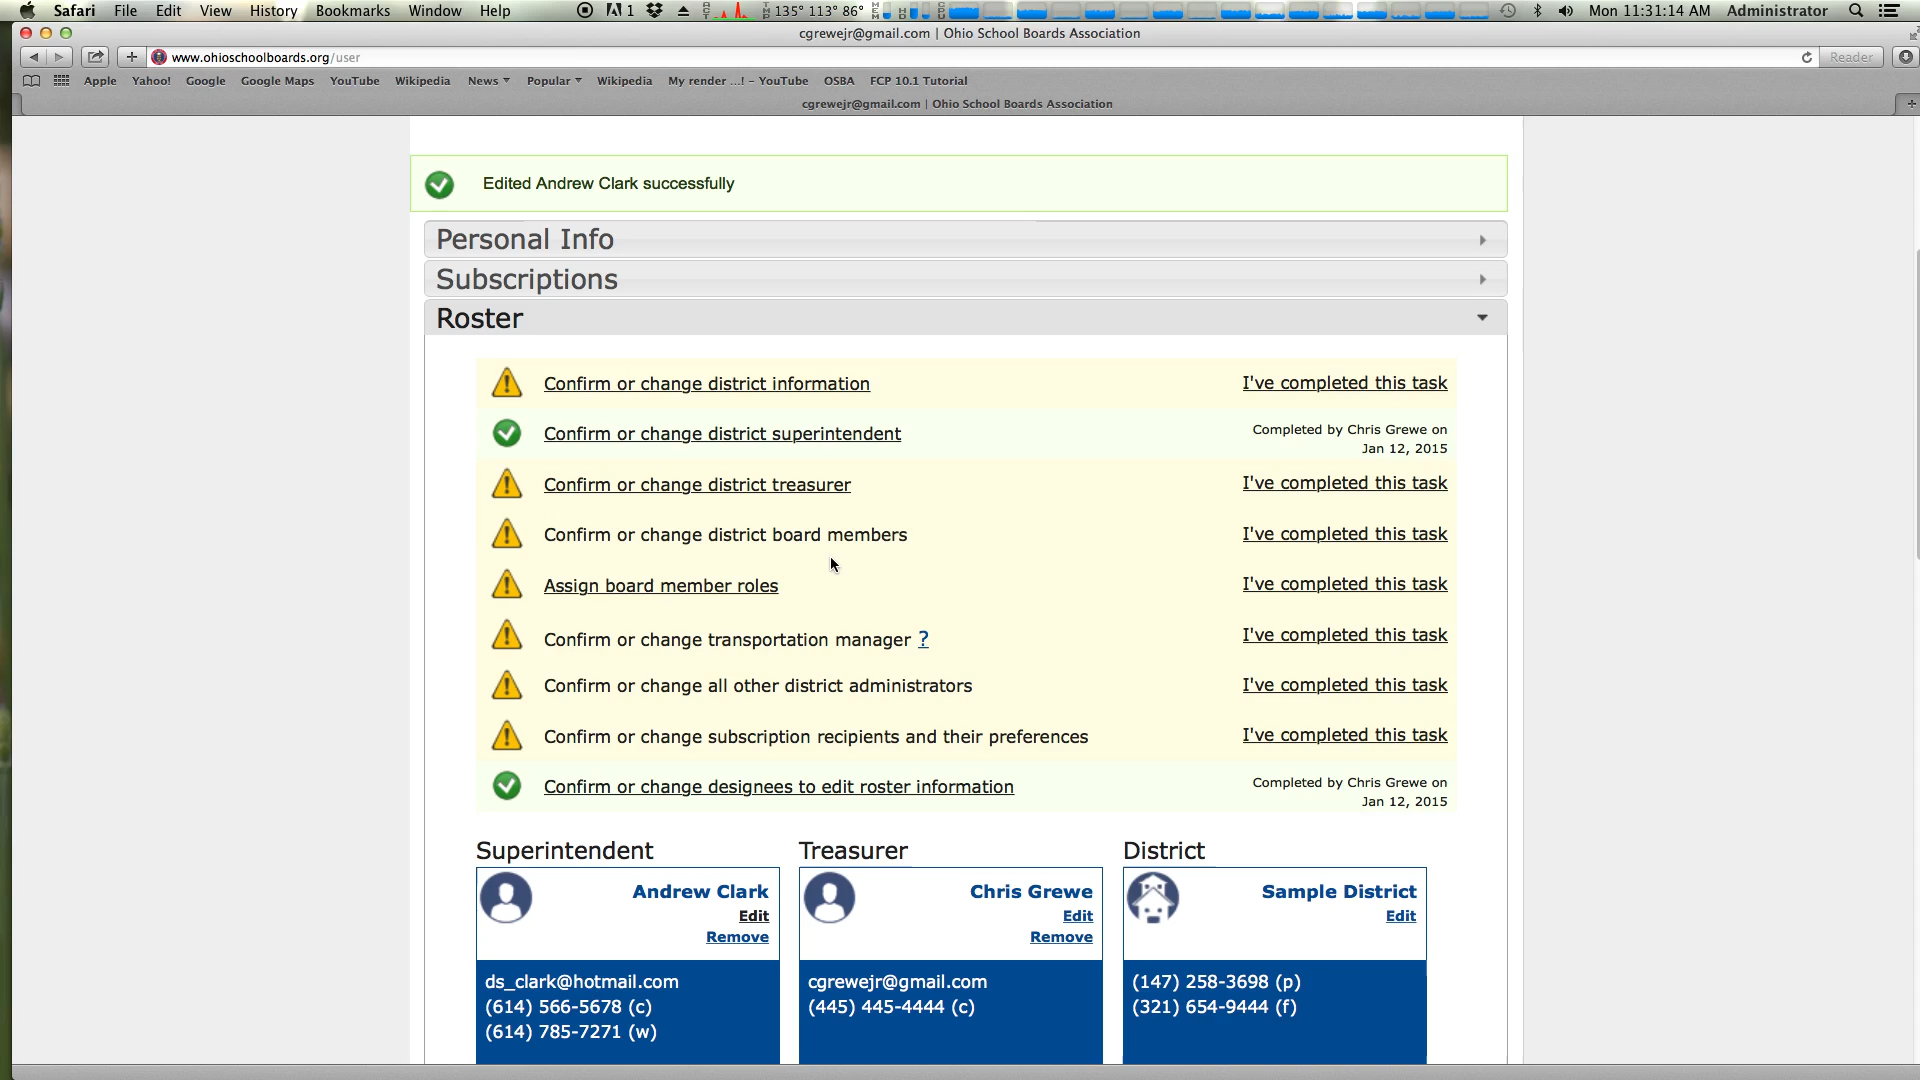 Safari File Edit View History Bookmarks Window Help 1 135° 113° 86° Mon 11:31:14 AM Administrator
cgrewejr@gmail.com | Ohio School Boards Association
www.ohioschoolboards.org/user Reader
Apple Yahoo! Google Google Maps YouTube Wikipedia News Popular Wikipedia My render ...! – YouTube OSBA FCP 10.1 Tutorial
cgrewejr@gmail.com | Ohio School Boards Association
Edited Andrew Clark successfully
Personal Info
Subscriptions
Roster
Confirm or change district information I've completed this task
Confirm or change district superintendent Completed by Chris Grewe on
Jan 12, 2015
Confirm or change district treasurer I've completed this task
Confirm or change district board members I've completed this task
Assign board member roles I've completed this task
Confirm or change transportation manager ? I've completed this task
Confirm or change all other district administrators I've completed this task
Confirm or change subscription recipients and their preferences I've completed this task
Confirm or change designees to edit roster information Completed by Chris Grewe on
Jan 12, 2015
Superintendent Treasurer District
Andrew Clark Chris Grewe Sample District
Edit Edit Edit
Remove Remove
ds_clark@hotmail.com cgrewejr@gmail.com (147) 258-3698 (p)
(614) 566-5678 (c) (445) 445-4444 (c) (321) 654-9444 (f)
(614) 785-7271 (w)